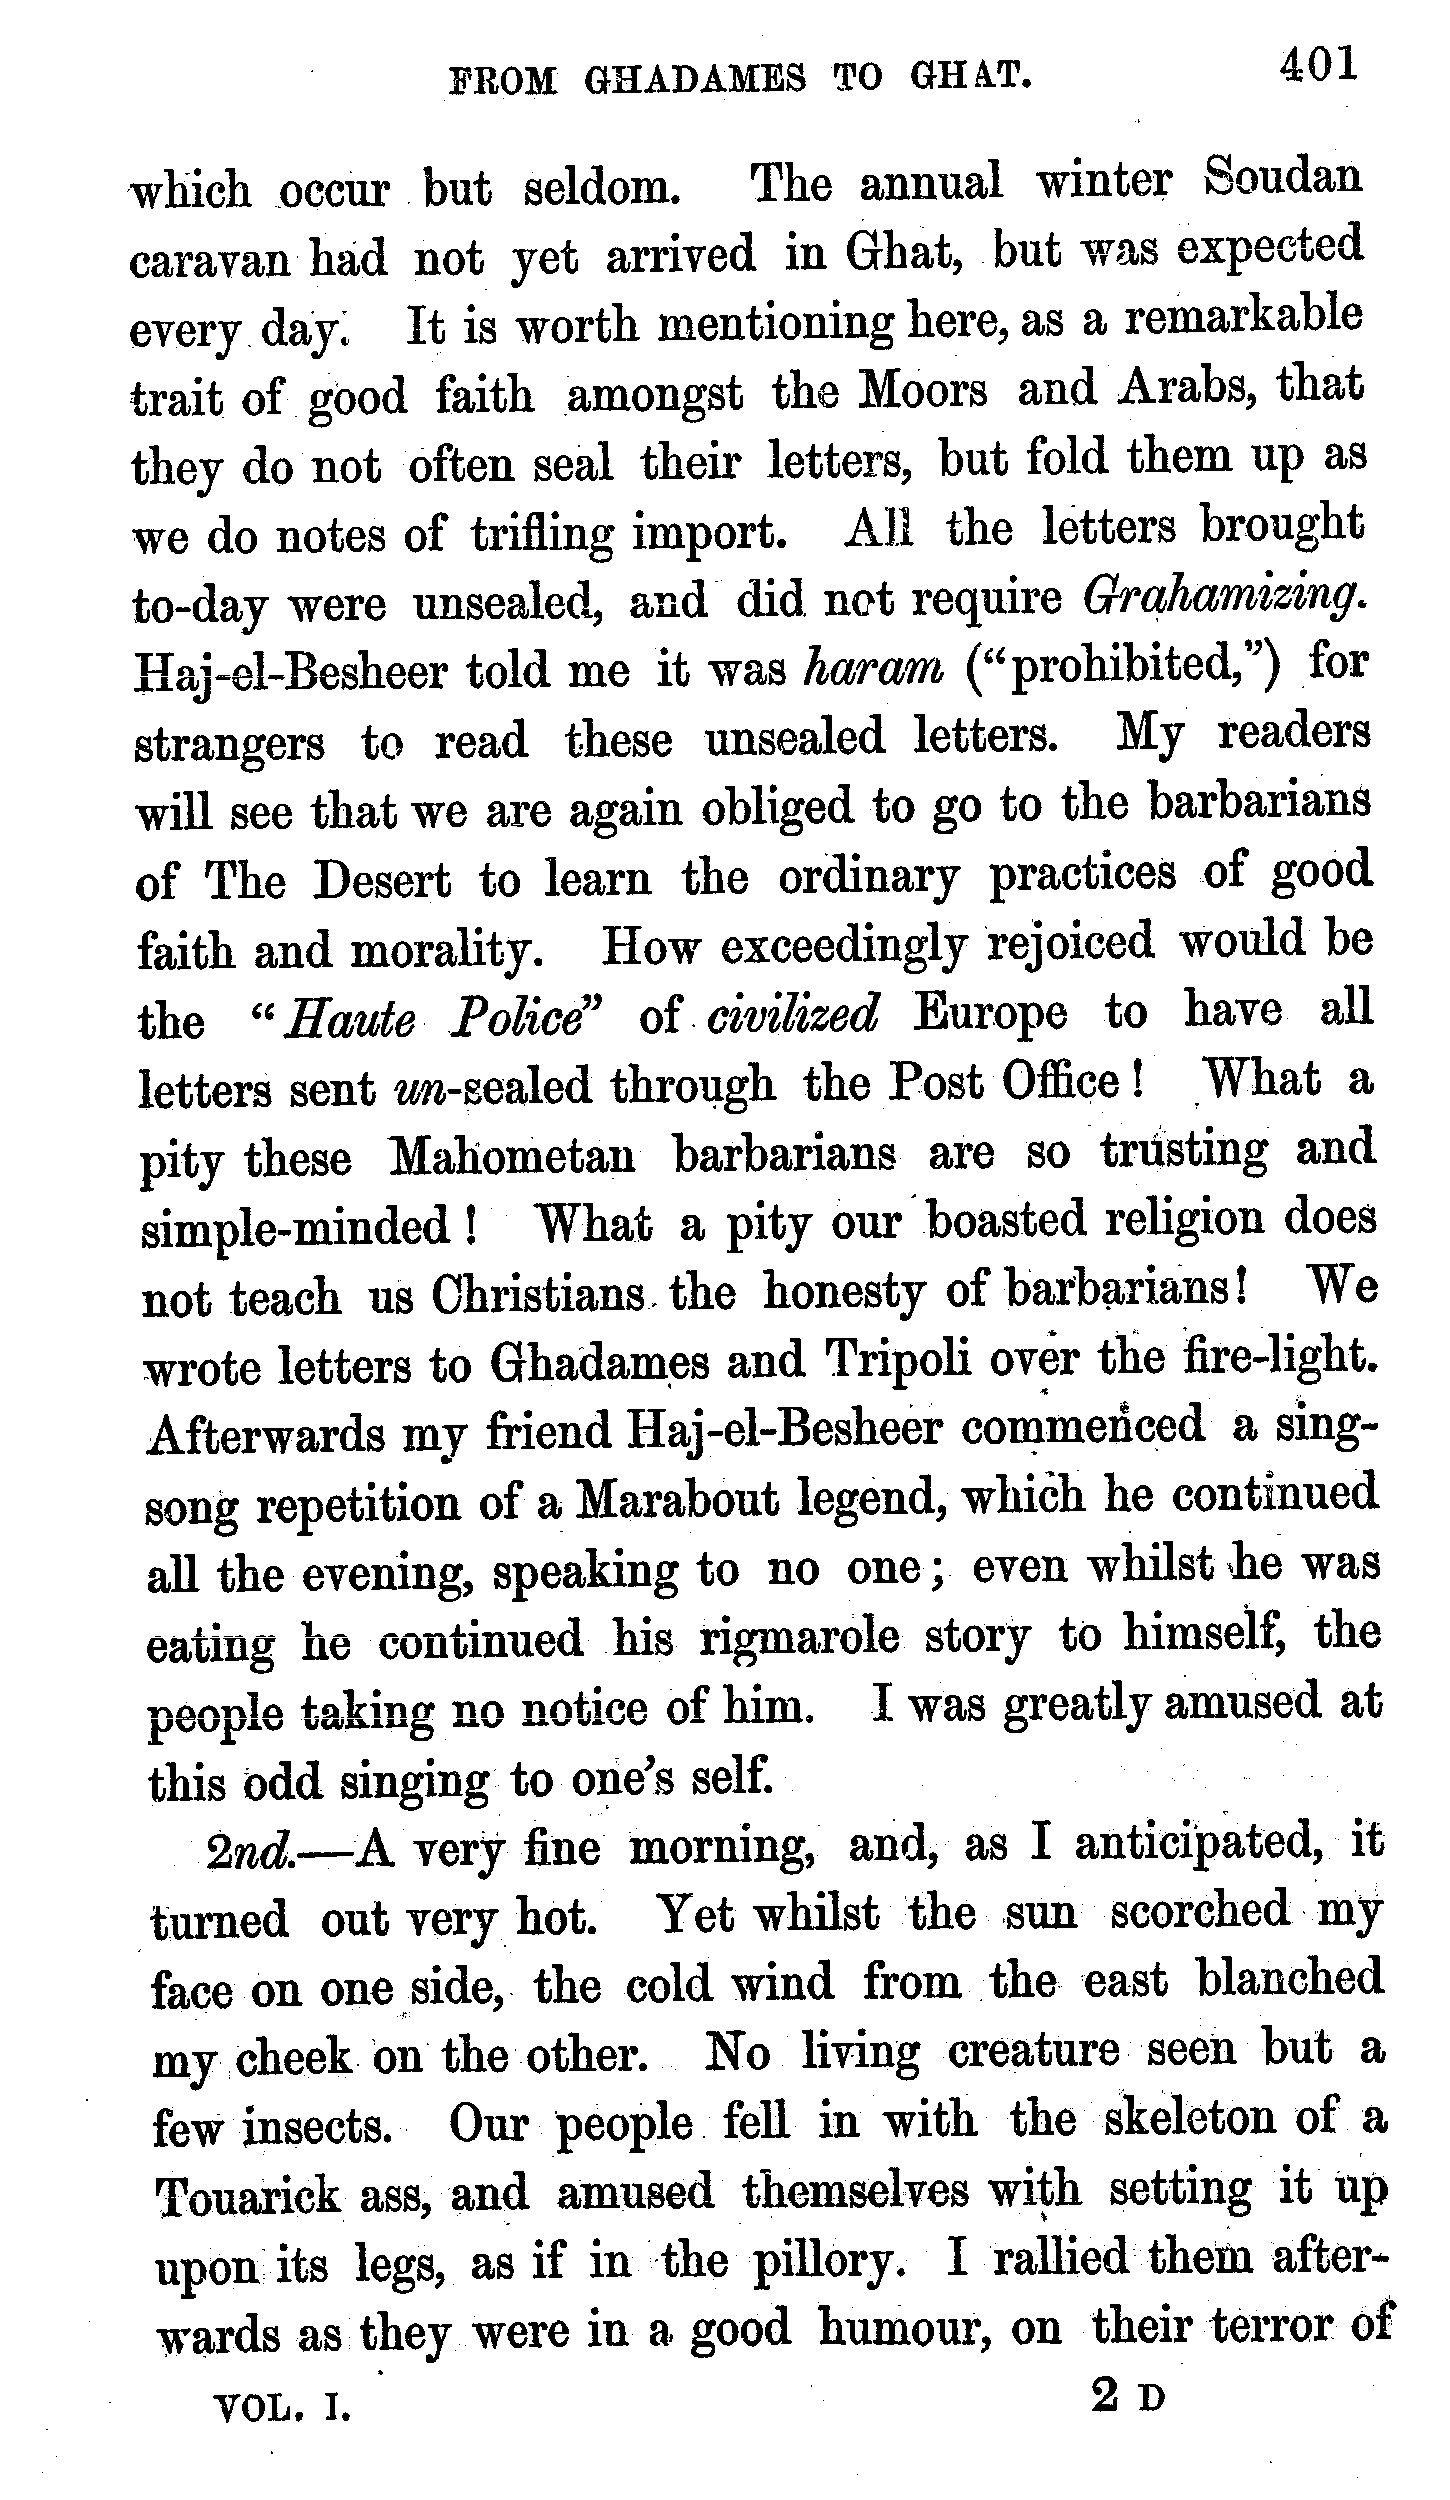 FROM GHADAMES TO GHAT. 401
which occur but seldom. The annual winter Soudan
caravan had not yet arrived in Ghat, but was expected
every day. It is worth mentioning here, as a remarkable
trait of good faith amongst the Moors and Arabs, that
they do not often seal their letters, but fold them up as
we do notes of trifling import. All the letters brought
to-day were unsealed, and did not require Grahamizing.
Haj-el-Besheer told me it was haram (“prohibited,”) for
strangers to read these unsealed letters. My readers
will see that we are again obliged to go to the barbarians
of The Desert to learn the ordinary practices of good
faith and morality. How exceedingly rejoiced would be
the “Haute Police” of civilized Europe to have all
letters sent un-sealed through the Post Office! What a
pity these Mahometan barbarians are so trusting and
simple-minded! What a pity our boasted religion does
not teach us Christians the honesty of barbarians! We
wrote letters to Ghadames and Tripoli over the fire-light.
Afterwards my friend Haj-el-Besheer commenced a sing-
song repetition of a Marabout legend, which he continued
all the evening, speaking to no one; even whilst he was
eating he continued his rigmarole story to himself, the
people taking no notice of him. I was greatly amused at
this odd singing to one’s self.
2nd.—A very fine morning, and, as I anticipated, it
turned out very hot. Yet whilst the sun scorched my
face on one side, the cold wind from the east blanched
my cheek on the other. No living creature seen but a
few insects. Our people fell in with the skeleton of a
Touarick ass, and amused themselves with setting it up
upon its legs, as if in the pillory. I rallied them after-
wards as they were in a good humour, on their terror of
VOL. I. 2 D